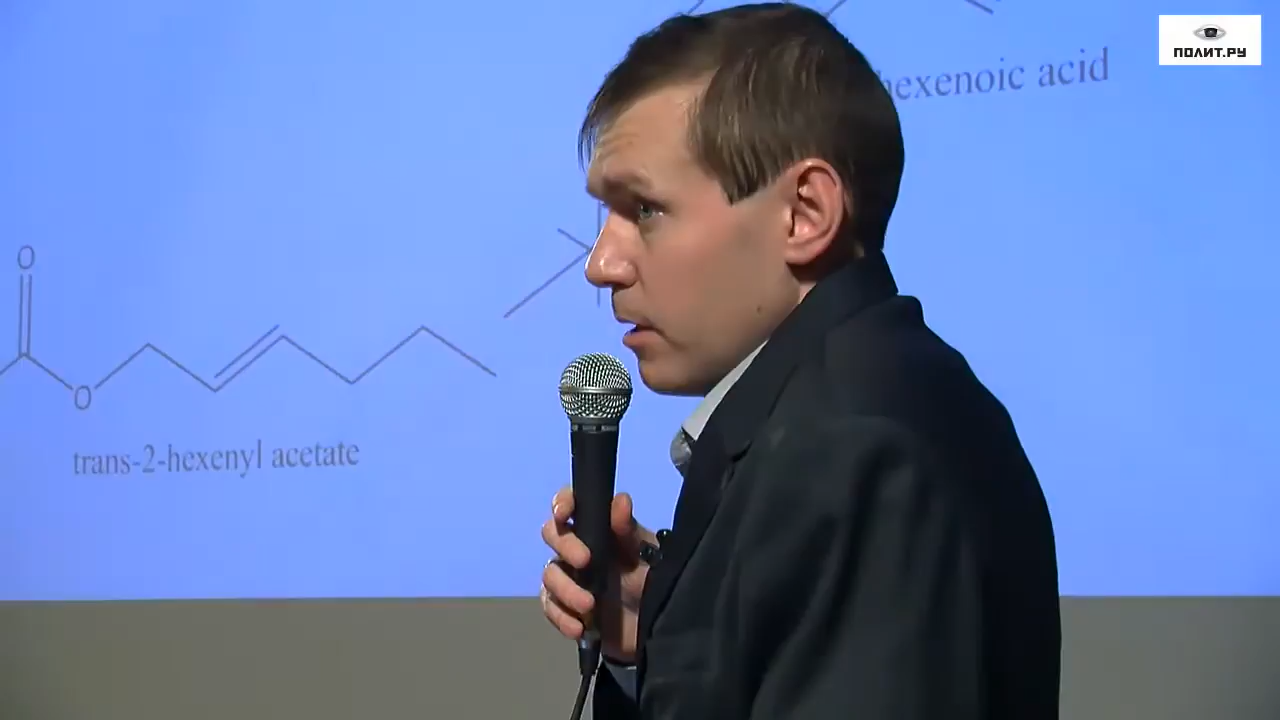 ПОЛИТ.РУ
hexenoic acid
O
O
trans-2-hexenyl acetate